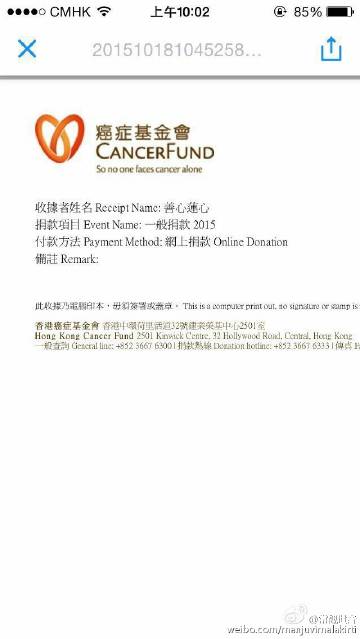 CMHK 上午10:02 85%
201510181045258...
癌症基金會
CANCERFUND
So no one faces cancer alone
收據者姓名 Receipt Name: 善心蓮心
捐款項目 Event Name: 一般捐款 2015
付款方法 Payment Method: 網上捐款 Online Donation
備註 Remark:
此收據乃電腦印本，毋須簽署或蓋章。 This is a computer print out, no signature or stamp is
香港癌症基金會 香港中環荷里活道32號建業榮基中心2501室
Hong Kong Cancer Fund 2501 Kinwick Centre, 32 Hollywood Road, Central, Hong Kong
一般查詢 General line: +852 3667 6300 | 捐款熱線 Donation hotline: +852 3667 6333 | 傳真
weibo.com/manjuvimalakirti